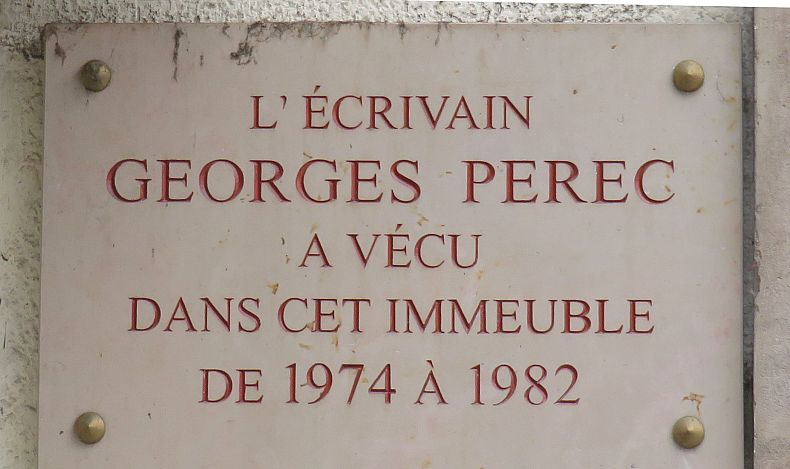 L'ÉCRIVAIN
GEORGES PEREC
A VÉCU
DANS CET IMMEUBLE
DE 1974 À 1982